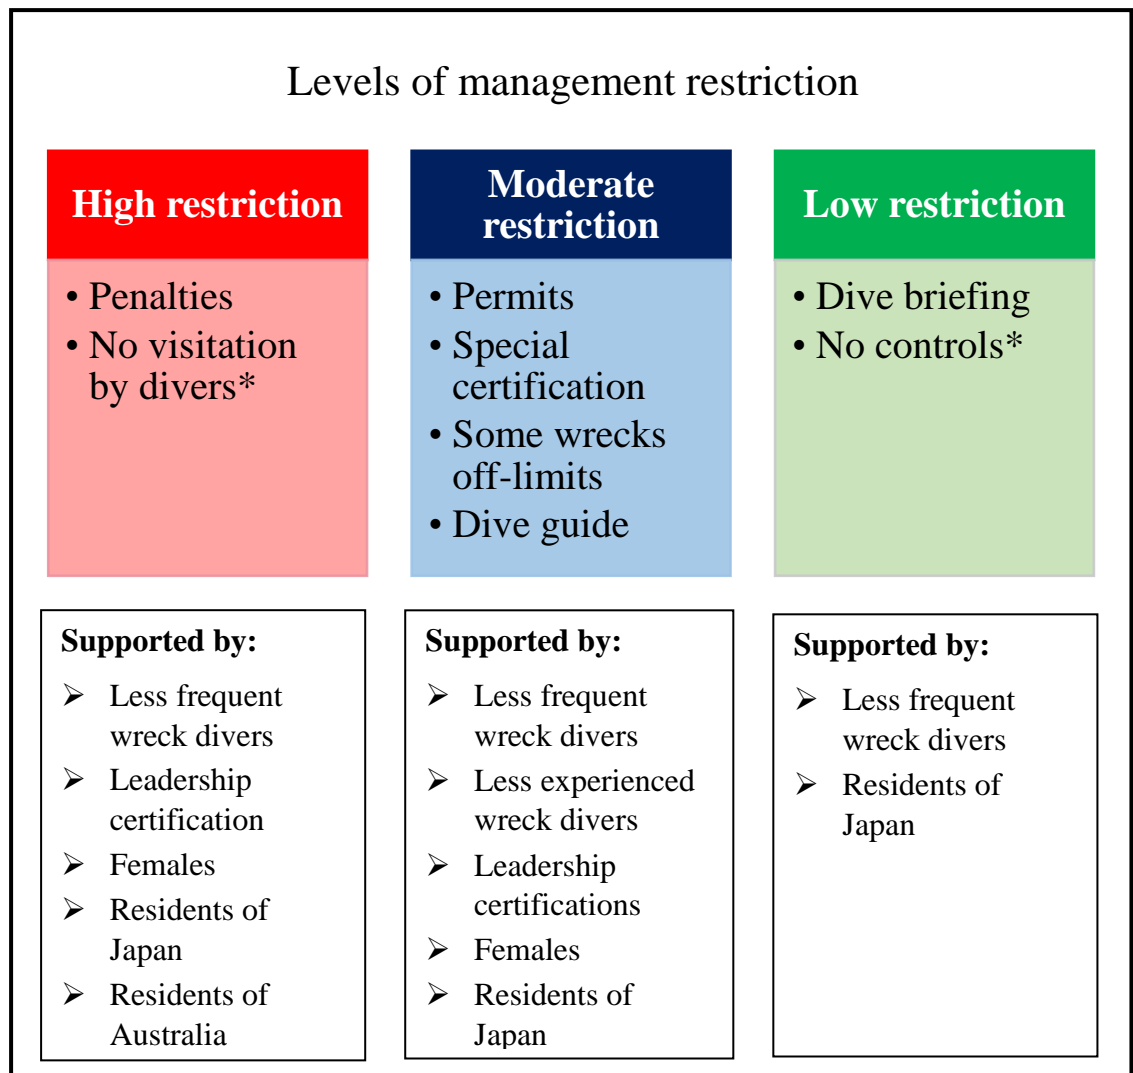 Levels of management restriction
High restriction
• Penalties
• No visitation
by divers*
Moderate
restriction
• Permits
• Special
certification
• Some wrecks
off-limits
• Dive guide
Low restriction
• Dive briefing
• No controls*
Supported by:
➢ Less frequent
wreck divers
➢ Leadership
certification
➢ Females
➢ Residents of
Japan
➢ Residents of
Australia
Supported by:
➢ Less frequent
wreck divers
➢ Less experienced
wreck divers
➢ Leadership
certifications
➢ Females
➢ Residents of
Japan
Supported by:
➢ Less frequent
wreck divers
➢ Residents of
Japan